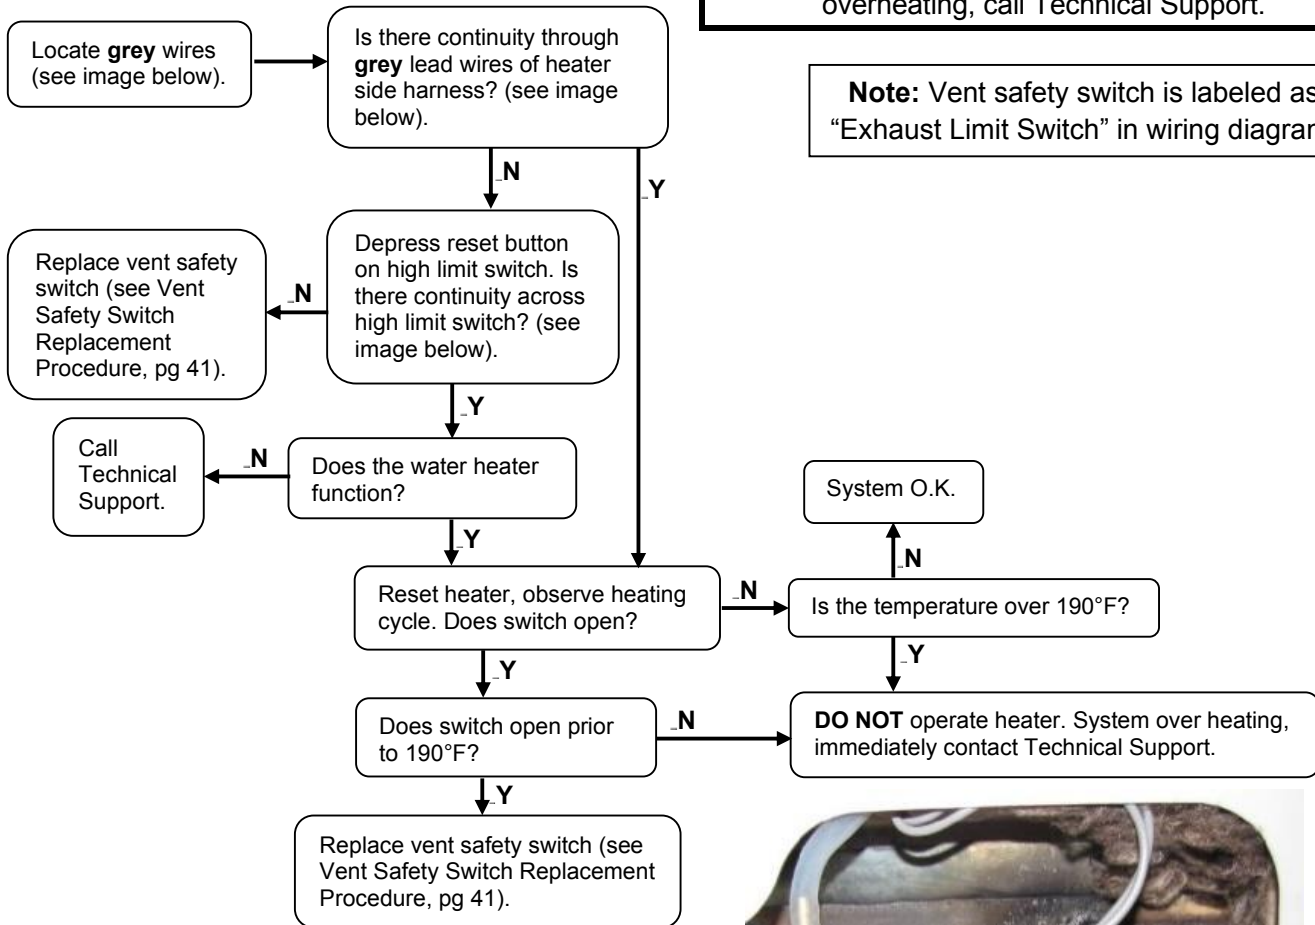 overheating, call Technical Support.
Note: Vent safety switch is labeled as
"Exhaust Limit Switch" in wiring
Locate grey wires
(see image below).
Is there continuity through
grey lead wires of heater
side harness? (see image
below).
N
Y
Depress reset button
on high limit switch. Is
there continuity across
high limit switch? (see
image below).
N
Replace vent safety
switch (see Vent
Safety Switch
Replacement
Procedure, pg 41).
Y
Does the water heater
function?
N
Call
Technical
Support.
Y
Reset heater, observe heating
cycle. Does switch open?
N
Is the temperature over 190°F?
N
System O.K.
Y
Y
Does switch open prior
to 190°F?
N
DO NOT operate heater. System over heating,
immediately contact Technical Support.
Y
Replace vent safety switch (see
Vent Safety Switch Replacement
Procedure, pg 41).